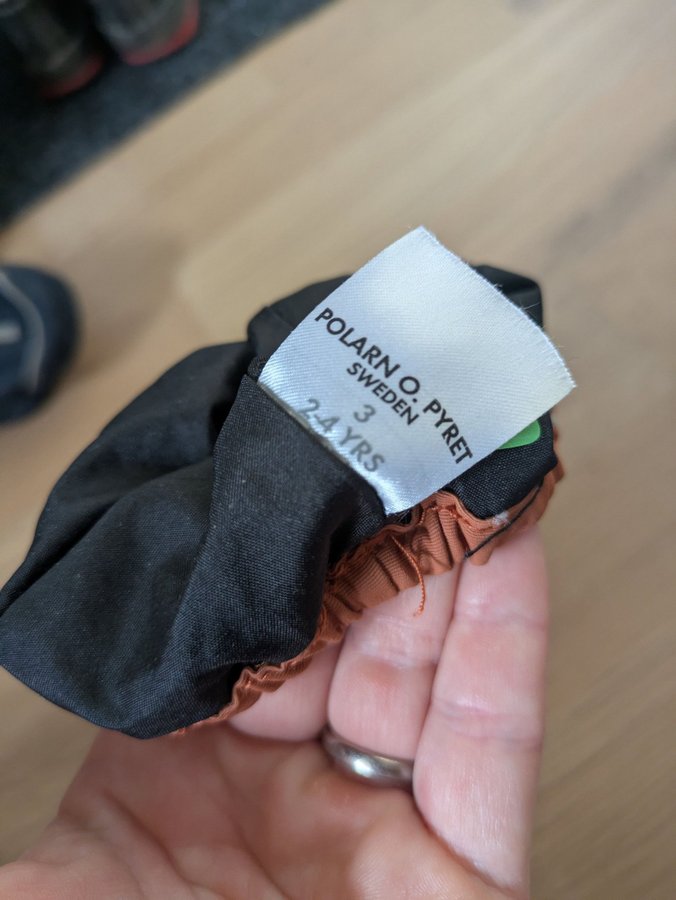 POLARN O. PYRET
SWEDEN
3
2-4 YRS